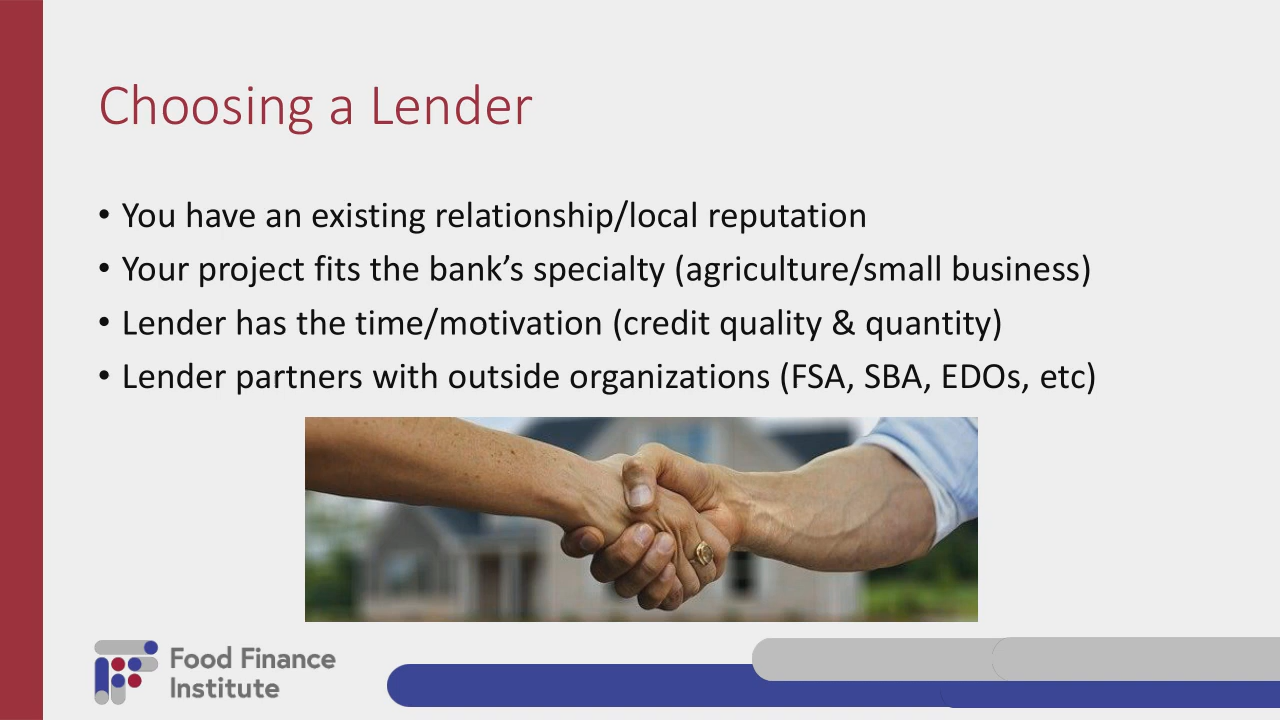 Choosing a Lender
• You have an existing relationship/local reputation
• Your project fits the bank’s specialty (agriculture/small business)
• Lender has the time/motivation (credit quality & quantity)
• Lender partners with outside organizations (FSA, SBA, EDOs, etc)
Food Finance
Institute